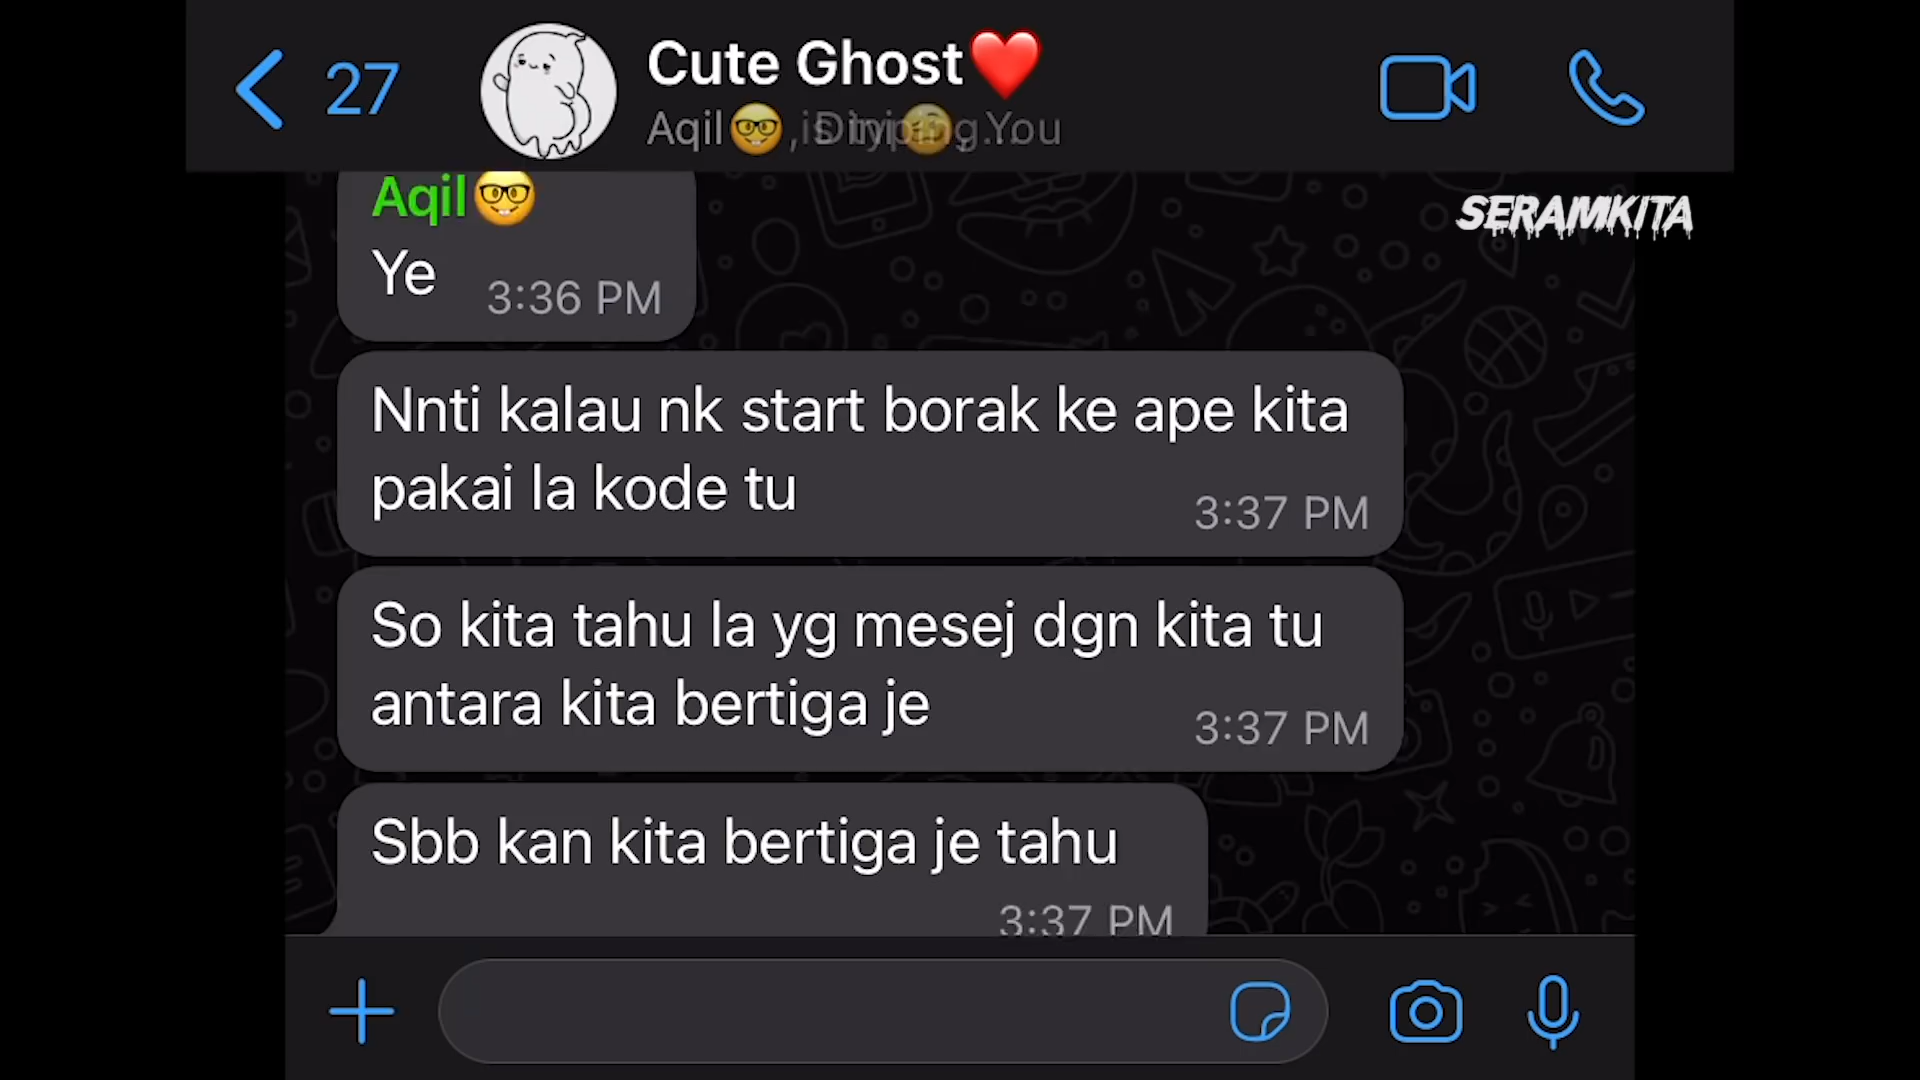 27
Cute Ghost❤️
Aqil🤓, is typing... You
SERAMKITA
Aqil🤓
Ye
3:36 PM
Nnti kalau nk start borak ke ape kita
pakai la kode tu
3:37 PM
So kita tahu la yg mesej dgn kita tu
antara kita bertiga je
3:37 PM
Sbb kan kita bertiga je tahu
3:37 PM